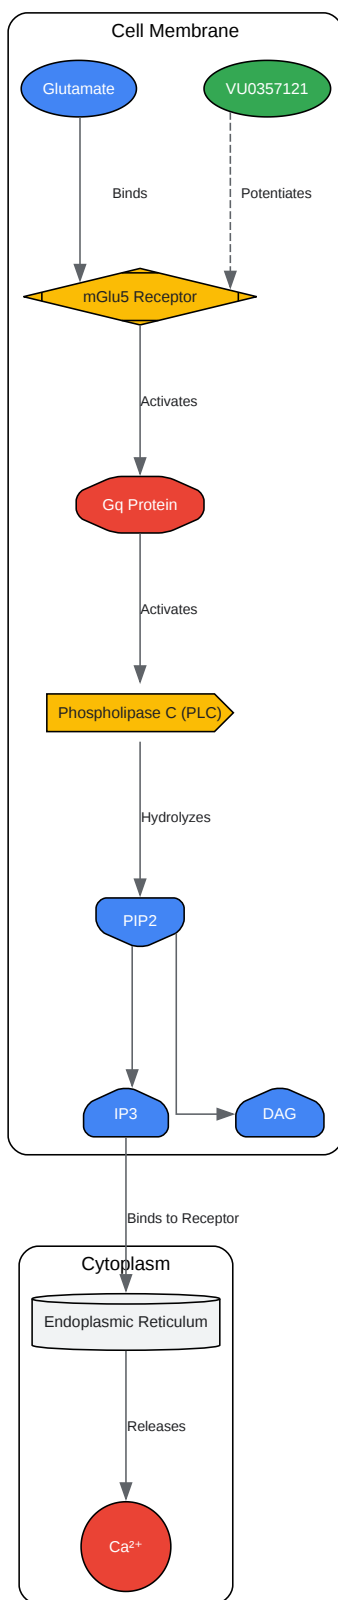 Cell Membrane
Glutamate
VU0357121
Binds
Potentiates
mGlu5 Receptor
Activates
Gq Protein
Activates
Phospholipase C (PLC)
Hydrolyzes
PIP2
IP3
DAG
Binds to Receptor
Cytoplasm
Endoplasmic Reticulum
Releases
Ca²⁺